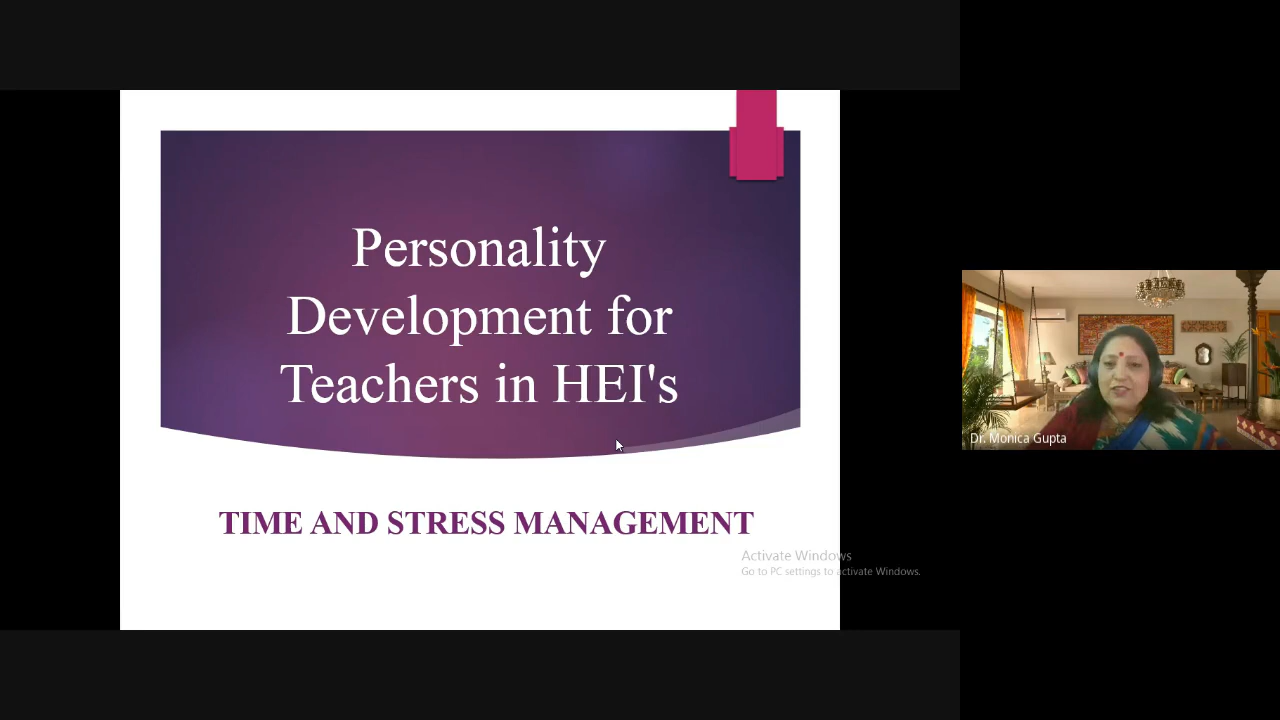 Personality
Development for
Teachers in HEI's
TIME AND STRESS MANAGEMENT
Activate Windows
Go to PC settings to activate Windows.
Dr. Monica Gupta